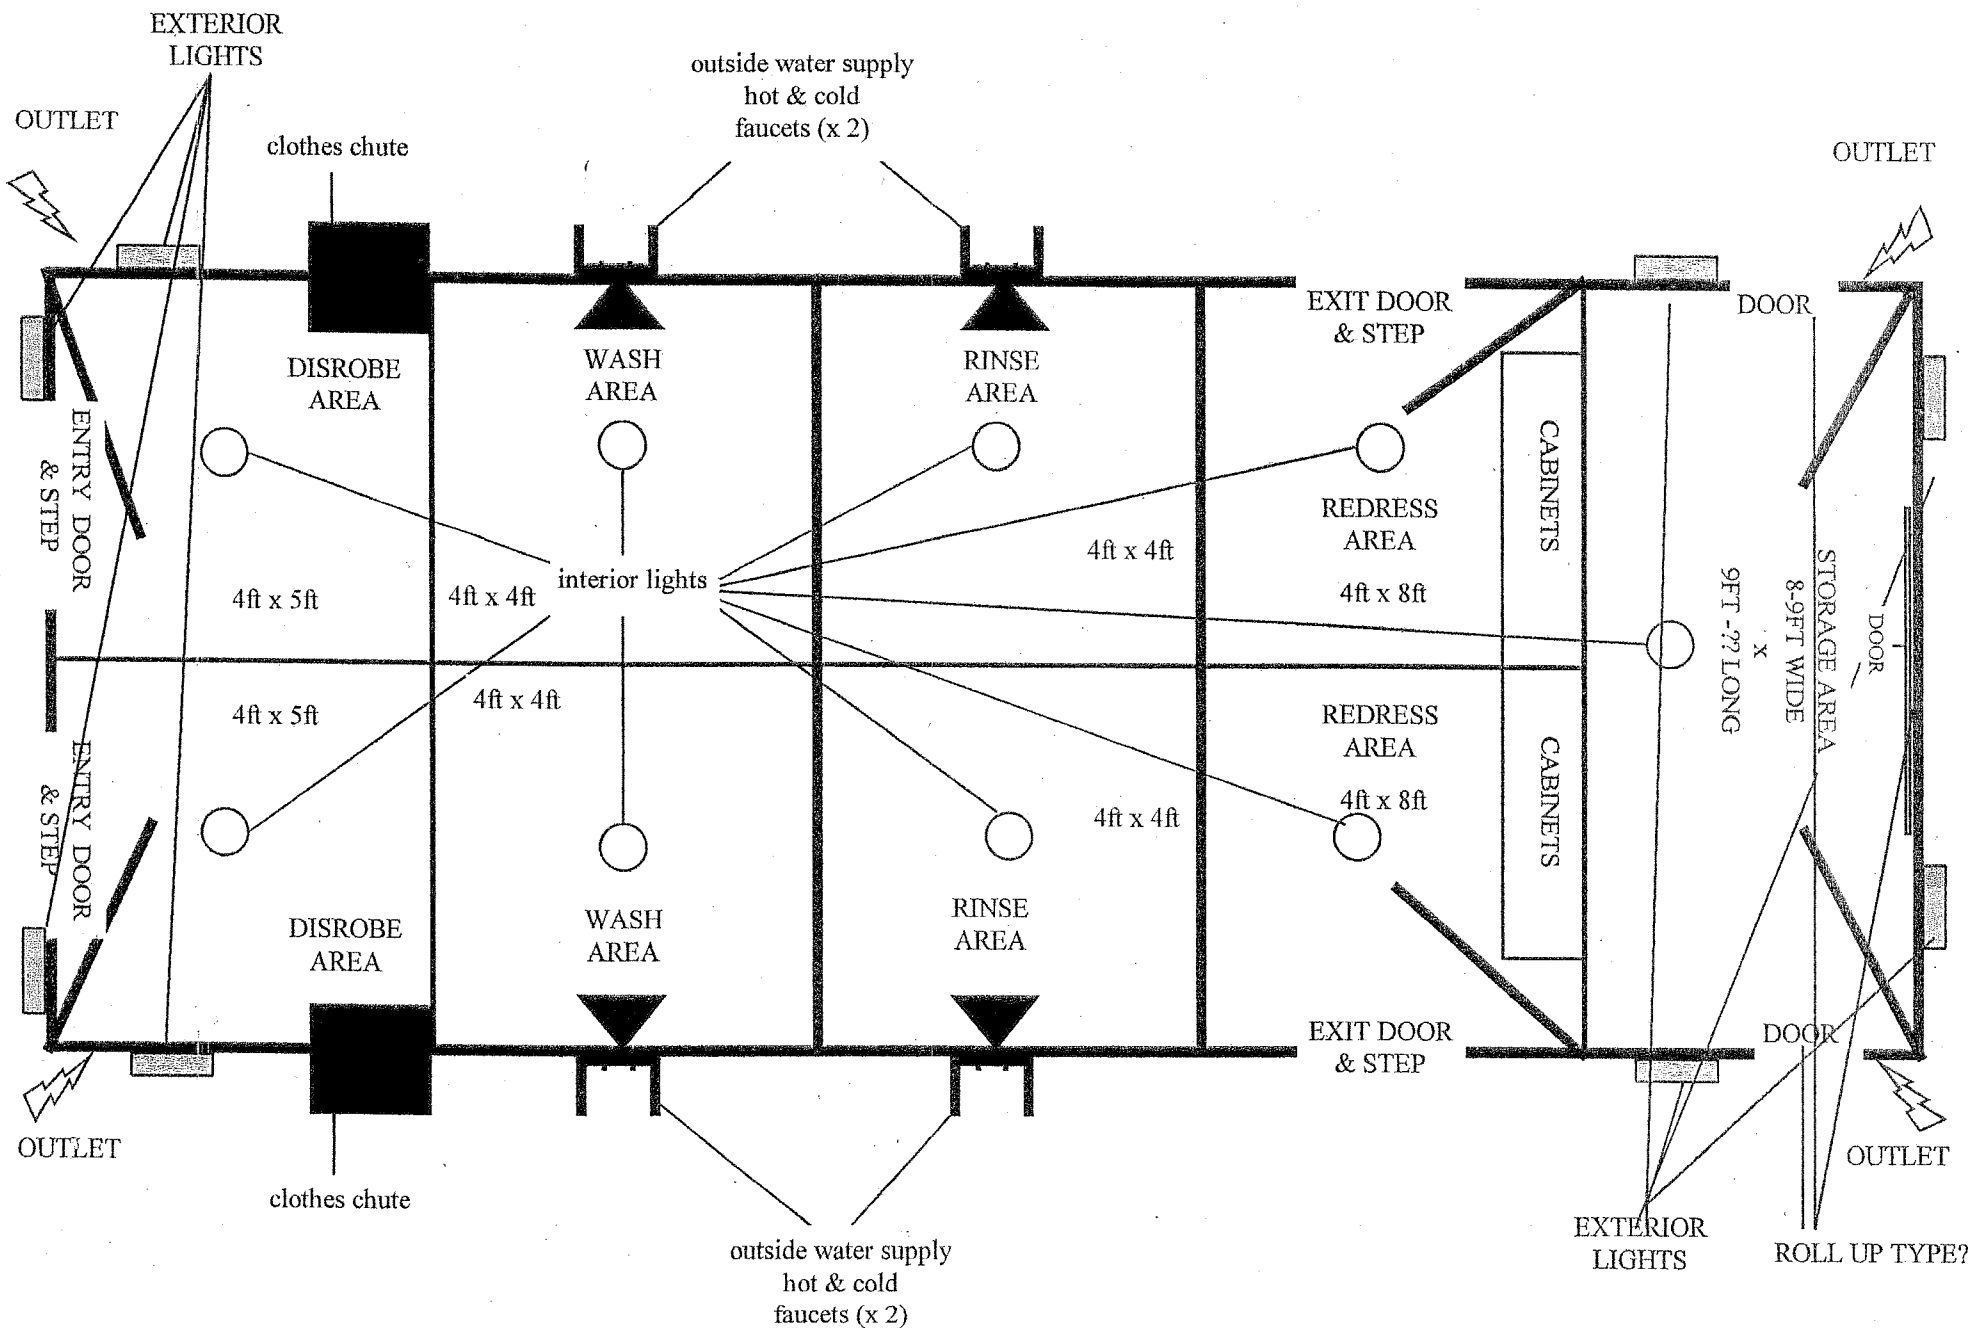 EXTERIOR
LIGHTS
OUTLET
clothes chute
outside water supply
hot & cold
faucets (x 2)
OUTLET
DISROBE
AREA
WASH
AREA
RINSE
AREA
EXIT DOOR
& STEP
DOOR
ENTRY DOOR
& STEP
CABINETS
REDRESS
AREA
4ft x 8ft
4ft x 4ft
interior lights
4ft x 5ft
4ft x 4ft
STORAGE AREA
8-9FT WIDE
x
9FT -?? LONG
DOOR
4ft x 5ft
4ft x 4ft
REDRESS
AREA
4ft x 8ft
4ft x 4ft
CABINETS
ENTRY DOOR
& STEP
DISROBE
AREA
WASH
AREA
RINSE
AREA
EXIT DOOR
& STEP
DOOR
OUTLET
clothes chute
outside water supply
hot & cold
faucets (x 2)
EXTERIOR
LIGHTS
OUTLET
ROLL UP TYPE?